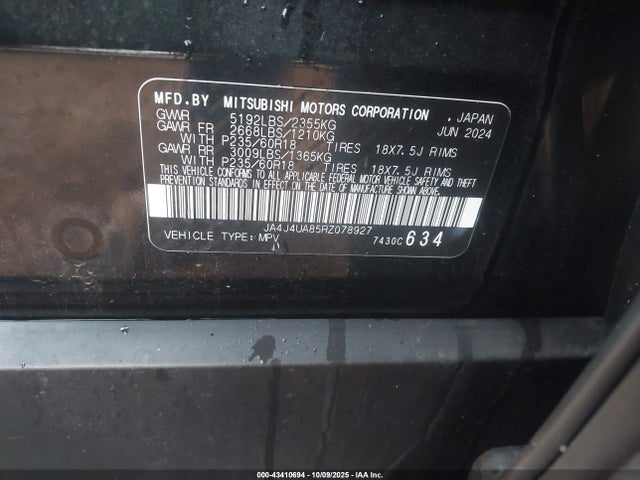 MFD.BY MITSUBISHI MOTORS CORPORATION , JAPAN
GVWR 5192LBS/2355KG JUN 2024
GAWR FR 2668LBS/1210KG
WITH P235/60R18 TIRES 18X7.5J RIMS
GAWR RR 3009LBS/1365KG
WITH P235/60R18 TIRES 18X7.5J RIMS
THIS VEHICLE CONFORMS TO ALL APPLICABLE FEDERAL MOTOR VEHICLE SAFETY AND THEFT
PREVENTION STANDARDS IN EFFECT ON THE DATE OF MANUFACTURE SHOWN ABOVE.
JA4J4UA85RZ078927
VEHICLE TYPE: MPV 7430C 634
000-43410694 - 10/09/2025 - IAA Inc.